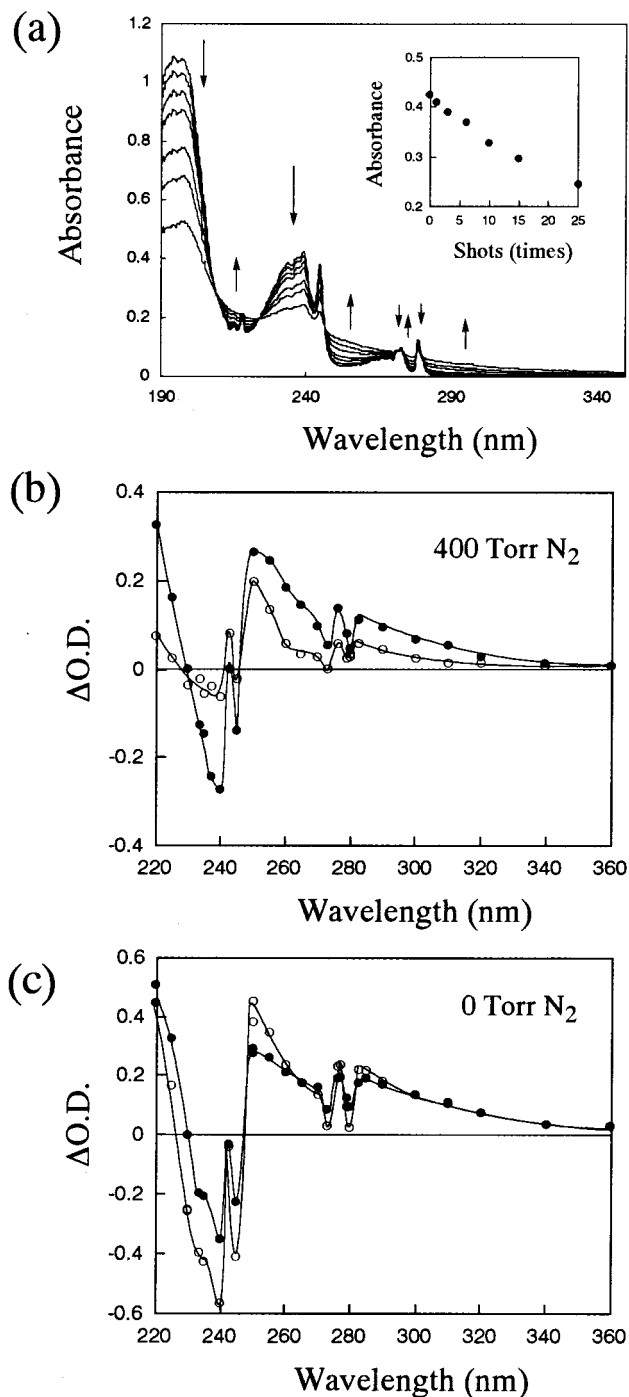 (a)
1.2
1
0.8
0.6
0.4
0.2
0
Absorbance
190
240
290
340
Wavelength (nm)
0.5
0.4
0.3
0.2
Absorbance
0 5 10 15 20 25
Shots (times)
(b)
0.4
0.2
0
-0.2
-0.4
ΔO.D.
400 Torr N2
220 240 260 280 300 320 340 360
Wavelength (nm)
(c)
0.6
0.4
0.2
0
-0.2
-0.4
-0.6
ΔO.D.
0 Torr N2
220 240 260 280 300 320 340 360
Wavelength (nm)